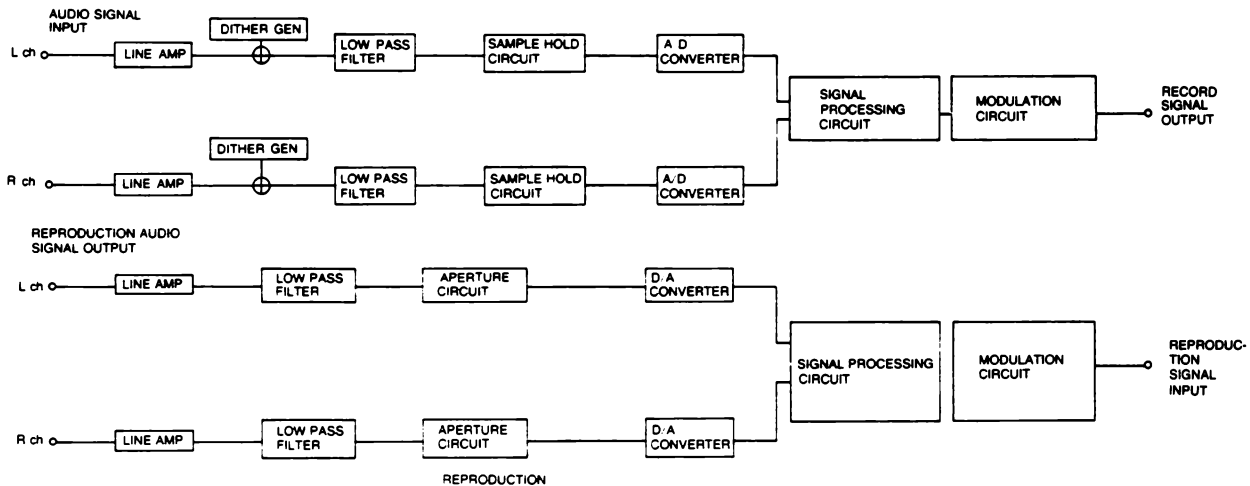 AUDIO SIGNAL
INPUT
L ch
LINE AMP
DITHER GEN
LOW PASS
FILTER
SAMPLE HOLD
CIRCUIT
A D
CONVERTER
SIGNAL
PROCESSING
CIRCUIT
MODULATION
CIRCUIT
RECORD
SIGNAL
OUTPUT
R ch
LINE AMP
DITHER GEN
LOW PASS
FILTER
SAMPLE HOLD
CIRCUIT
A/D
CONVERTER
REPRODUCTION AUDIO
SIGNAL OUTPUT
L ch
LINE AMP
LOW PASS
FILTER
APERTURE
CIRCUIT
D/A
CONVERTER
SIGNAL PROCESSING
CIRCUIT
MODULATION
CIRCUIT
REPRODUC-
TION
SIGNAL
INPUT
R ch
LINE AMP
LOW PASS
FILTER
APERTURE
CIRCUIT
D/A
CONVERTER
REPRODUCTION